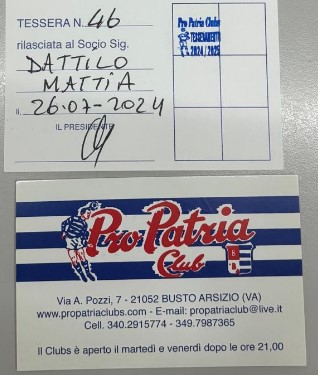 TESSERA N. 46
rilasciata al Socio Sig.
DATTILO
MATTIA
il 26-07-2024
IL PRESIDENTE
Pro Patria Clubs
TESSERAMENTO
2024 / 2025
Pro Patria
Club
Via A. Pozzi, 7 - 21052 BUSTO ARSIZIO (VA)
www.propatriaclubs.com - E-mail: propatriaclub@live.it
Cell. 340.2915774 - 349.7987365
Il Clubs è aperto il martedì e venerdì dopo le ore 21,00